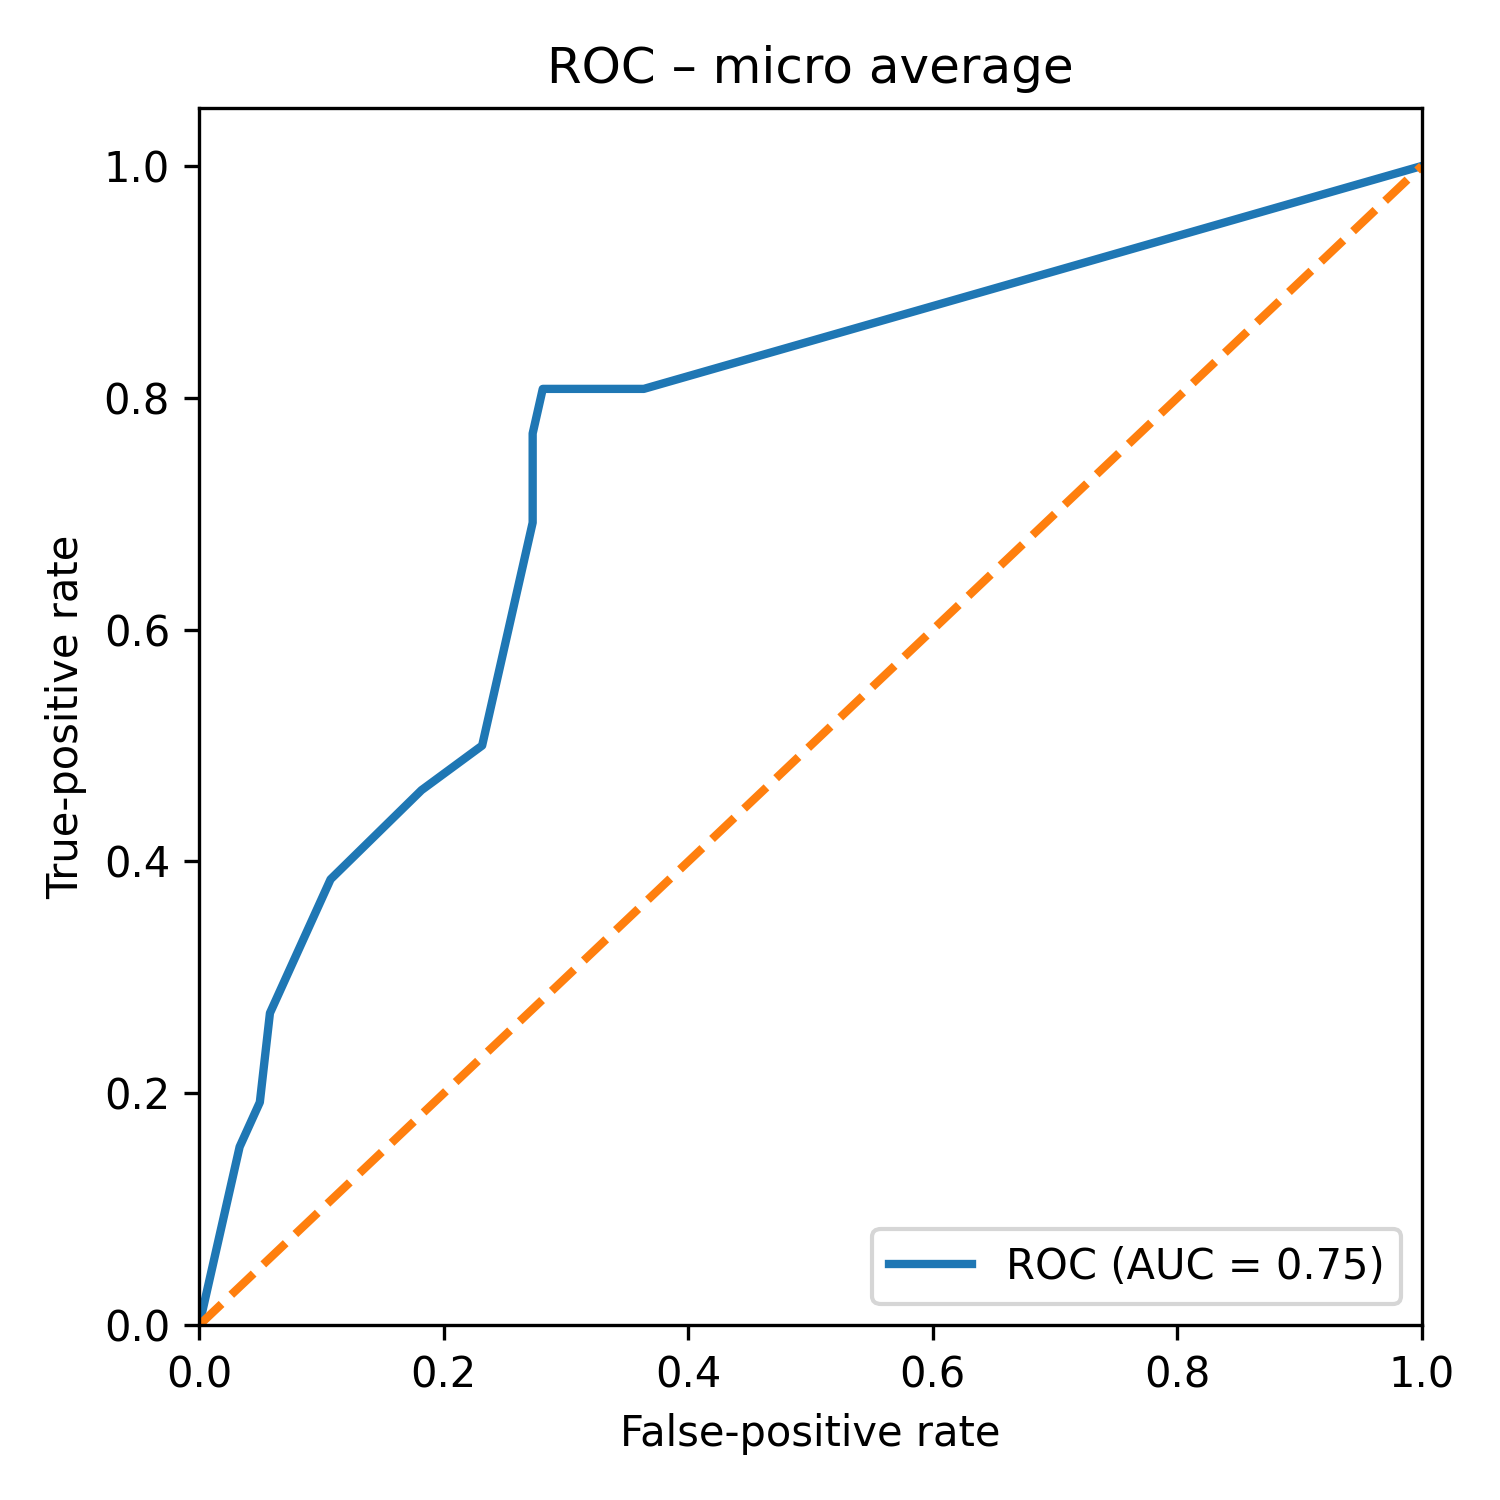 ROC – micro average
1.0
0.8
0.6
0.4
0.2
0.0
True-positive rate
ROC (AUC = 0.75)
0.0 0.2 0.4 0.6 0.8 1.0
False-positive rate